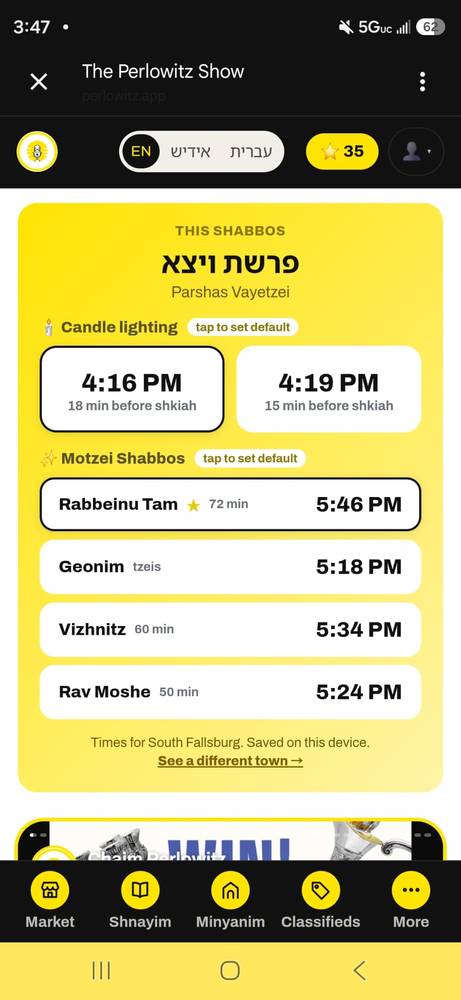 3:47
5G UC
62
The Perlowitz Show
perlowitz.app
EN אידיש עברית
35
THIS SHABBOS
פרשת ויצא
Parshas Vayetzei
Candle lighting tap to set default
4:16 PM 4:19 PM
18 min before shkiah 15 min before shkiah
Motzei Shabbos tap to set default
Rabbeinu Tam 72 min 5:46 PM
Geonim tzeis 5:18 PM
Vizhnitz 60 min 5:34 PM
Rav Moshe 50 min 5:24 PM
Times for South Fallsburg. Saved on this device.
See a different town →
WIN!
Chaim Perlowitz
Market Shnayim Minyanim Classifieds More